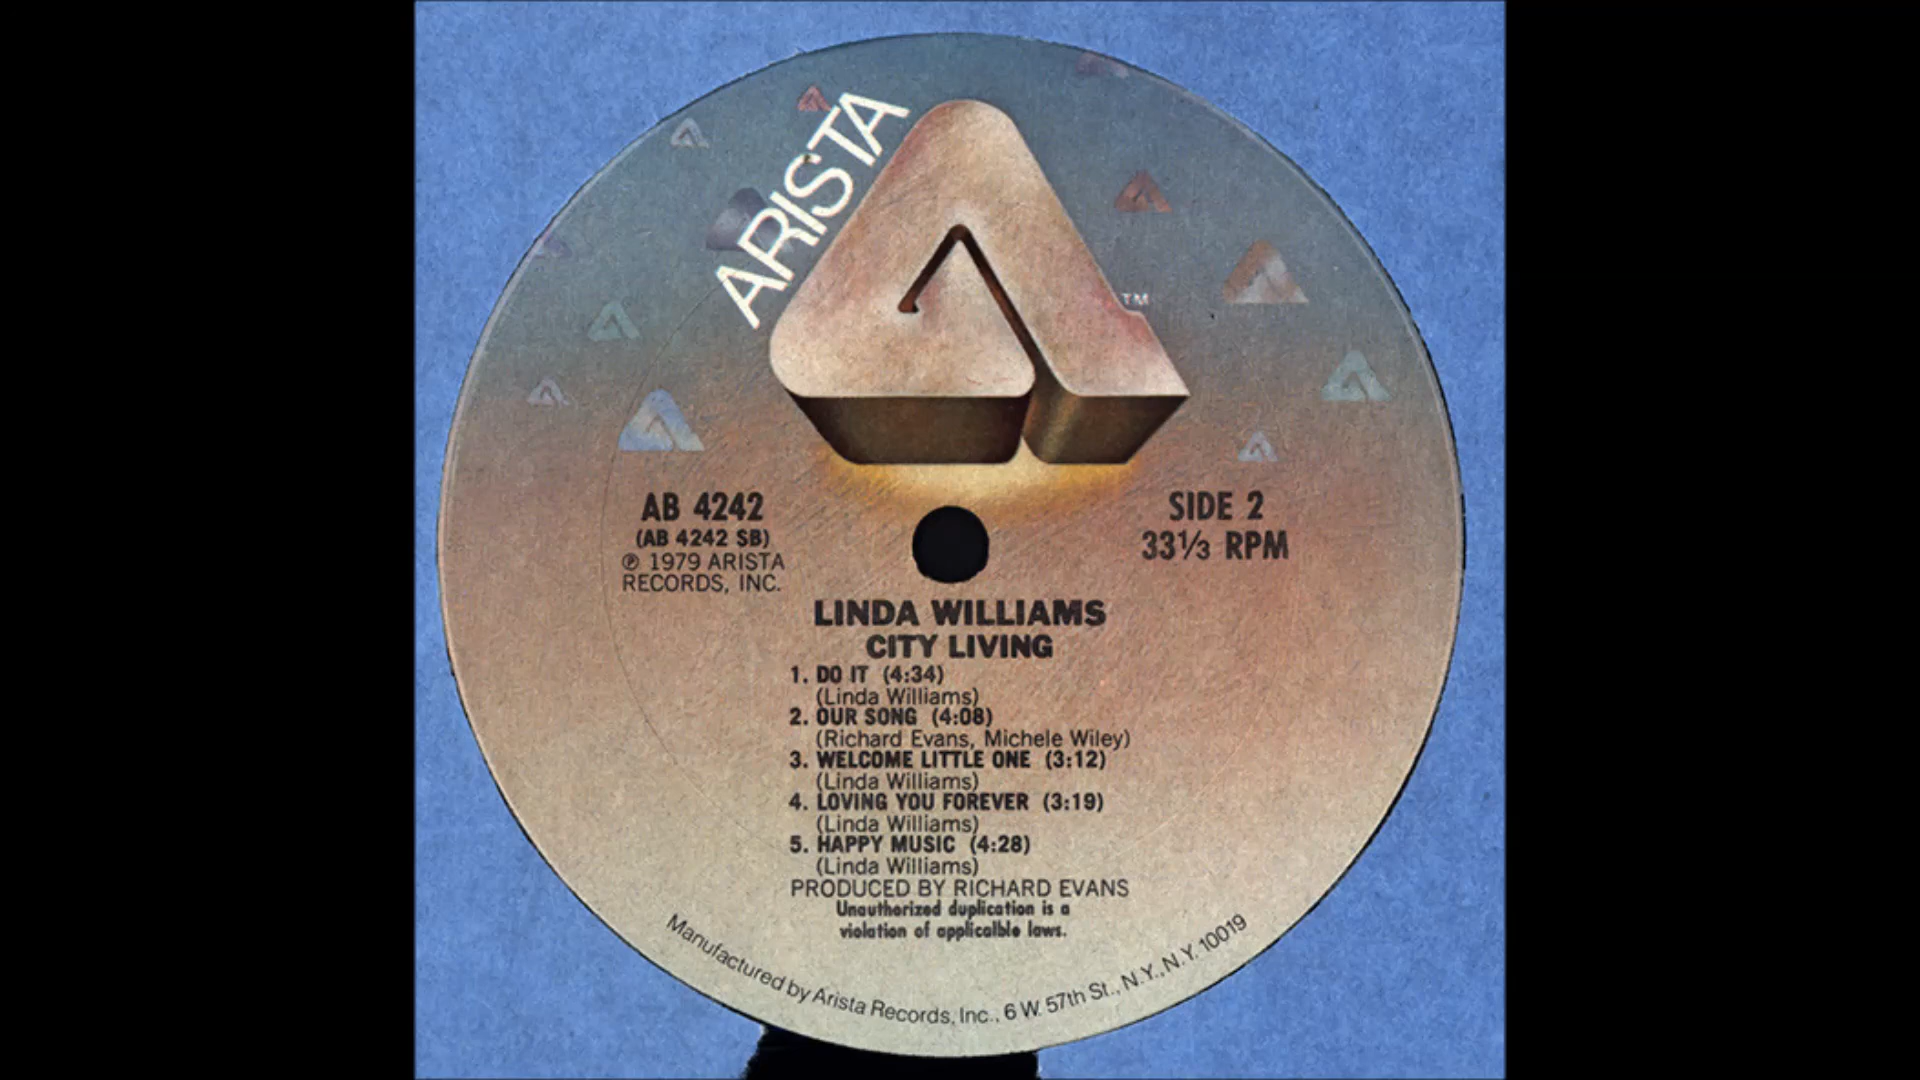 ARISTA
TM
AB 4242
(AB 4242 SB)
℗ 1979 ARISTA
RECORDS, INC.
SIDE 2
33⅓ RPM
LINDA WILLIAMS
CITY LIVING
1. DO IT (4:34)
(Linda Williams)
2. OUR SONG (4:08)
(Richard Evans, Michele Wiley)
3. WELCOME LITTLE ONE (3:12)
(Linda Williams)
4. LOVING YOU FOREVER (3:19)
(Linda Williams)
5. HAPPY MUSIC (4:28)
(Linda Williams)
PRODUCED BY RICHARD EVANS
Unauthorized duplication is a
violation of applicalble laws.
Manufactured by Arista Records, Inc., 6 W. 57th St., N.Y., N.Y. 10019